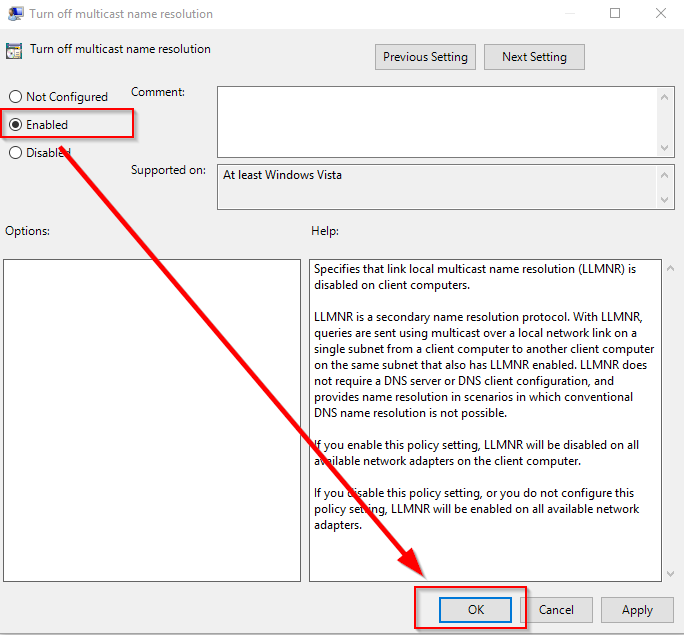 Turn off multicast name resolution
Turn off multicast name resolution
Previous Setting
Next Setting
Not Configured
Comment:
Enabled
Disabled
Supported on:
At least Windows Vista
Options:
Help:
Specifies that link local multicast name resolution (LLMNR) is
disabled on client computers.
LLMNR is a secondary name resolution protocol. With LLMNR,
queries are sent using multicast over a local network link on a
single subnet from a client computer to another client computer
on the same subnet that also has LLMNR enabled. LLMNR does
not require a DNS server or DNS client configuration, and
provides name resolution in scenarios in which conventional
DNS name resolution is not possible.
If you enable this policy setting, LLMNR will be disabled on all
available network adapters on the client computer.
If you disable this policy setting, or you do not configure this
policy setting, LLMNR will be enabled on all available network
adapters.
OK
Cancel
Apply